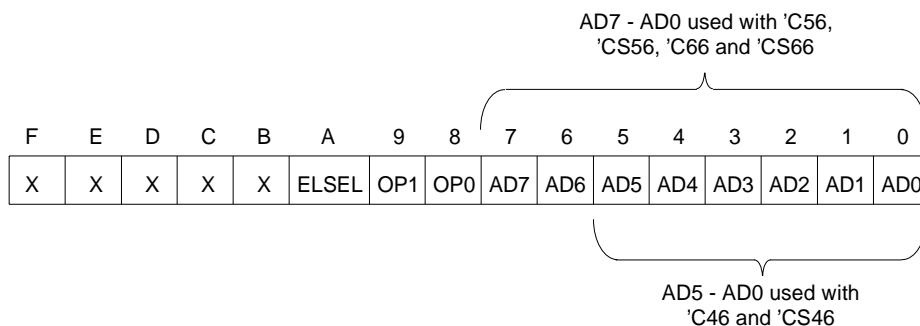 AD7 - AD0 used with ’C56,
’CS56, ’C66 and ’CS66
F E D C B A 9 8 7 6 5 4 3 2 1 0
X X X X X ELSEL OP1 OP0 AD7 AD6 AD5 AD4 AD3 AD2 AD1 AD0
AD5 - AD0 used with
’C46 and ’CS46